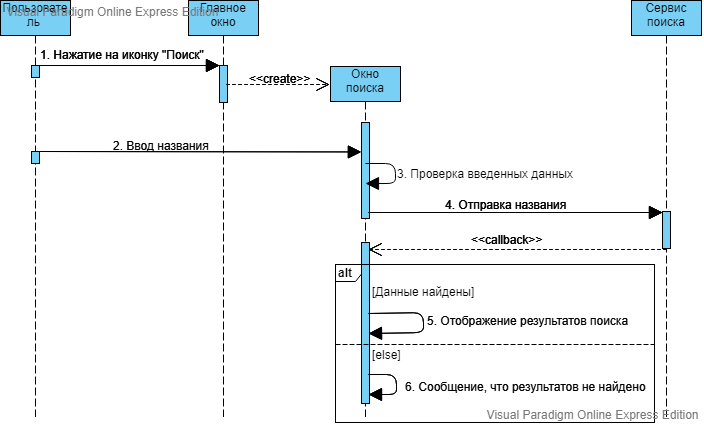 Visual Paradigm Online Express Edition
Пользовате
ль
Главное
окно
Сервис
поиска
1. Нажатие на иконку "Поиск"
<<create>>
Окно
поиска
2. Ввод названия
3. Проверка введенных данных
4. Отправка названия
<<callback>>
alt
[Данные найдены]
5. Отображение результатов поиска
[else]
6. Сообщение, что результатов не найдено
Visual Paradigm Online Express Edition